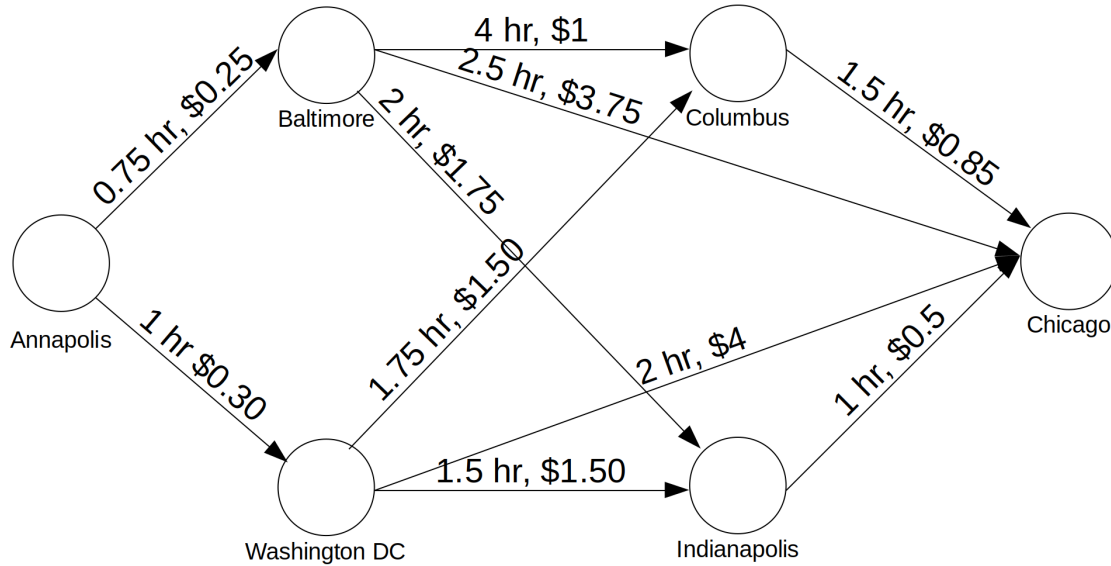 4 hr, $1
2.5 hr, $3.75
0.75 hr, $0.25
Baltimore
2 hr, $1.75
Columbus
1.5 hr, $0.85
Annapolis
1 hr $0.30
1.75 hr, $1.50
2 hr, $4
1 hr, $0.5
Chicago
1.5 hr, $1.50
Washington DC
Indianapolis